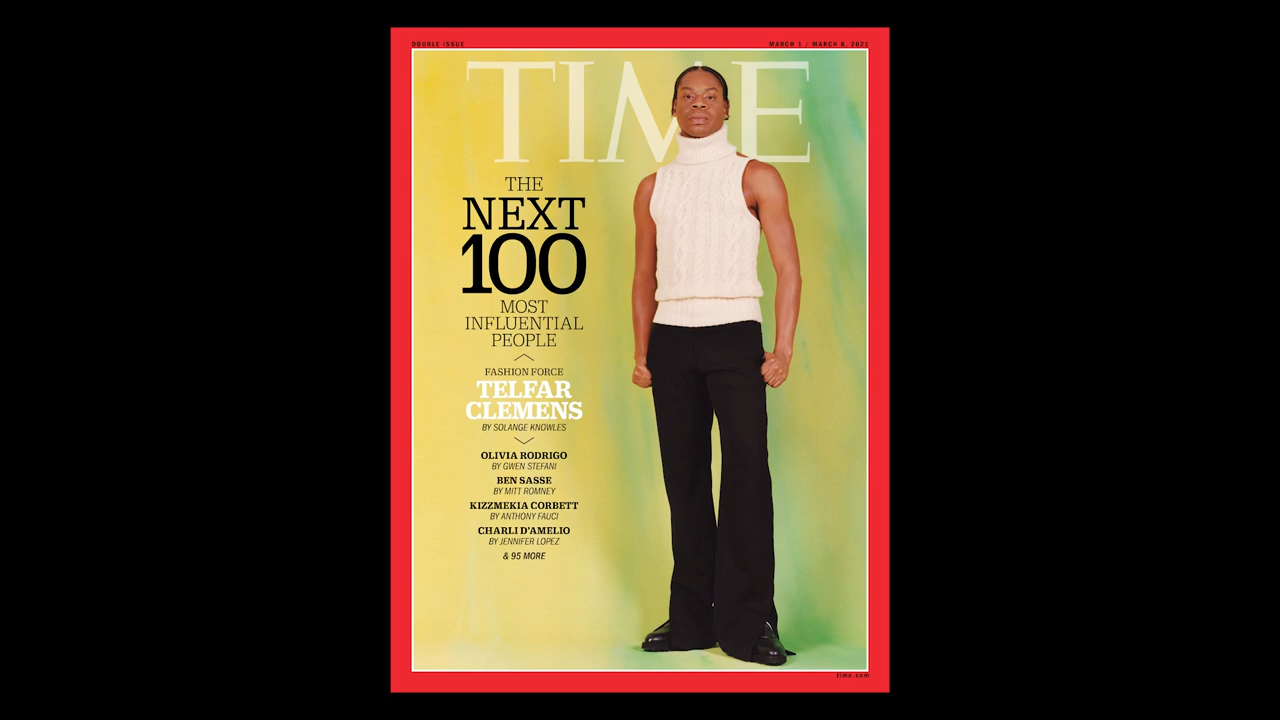 DOUBLE ISSUE
MARCH 1 / MARCH 8, 2021
TIME
THE
NEXT
100
MOST
INFLUENTIAL
PEOPLE
FASHION FORCE
TELFAR
CLEMENS
BY SOLANGE KNOWLES
OLIVIA RODRIGO
BY GWEN STEFANI
BEN SASSE
BY MITT ROMNEY
KIZZMEKIA CORBETT
BY ANTHONY FAUCI
CHARLI D'AMELIO
BY JENNIFER LOPEZ
& 95 MORE
time.com